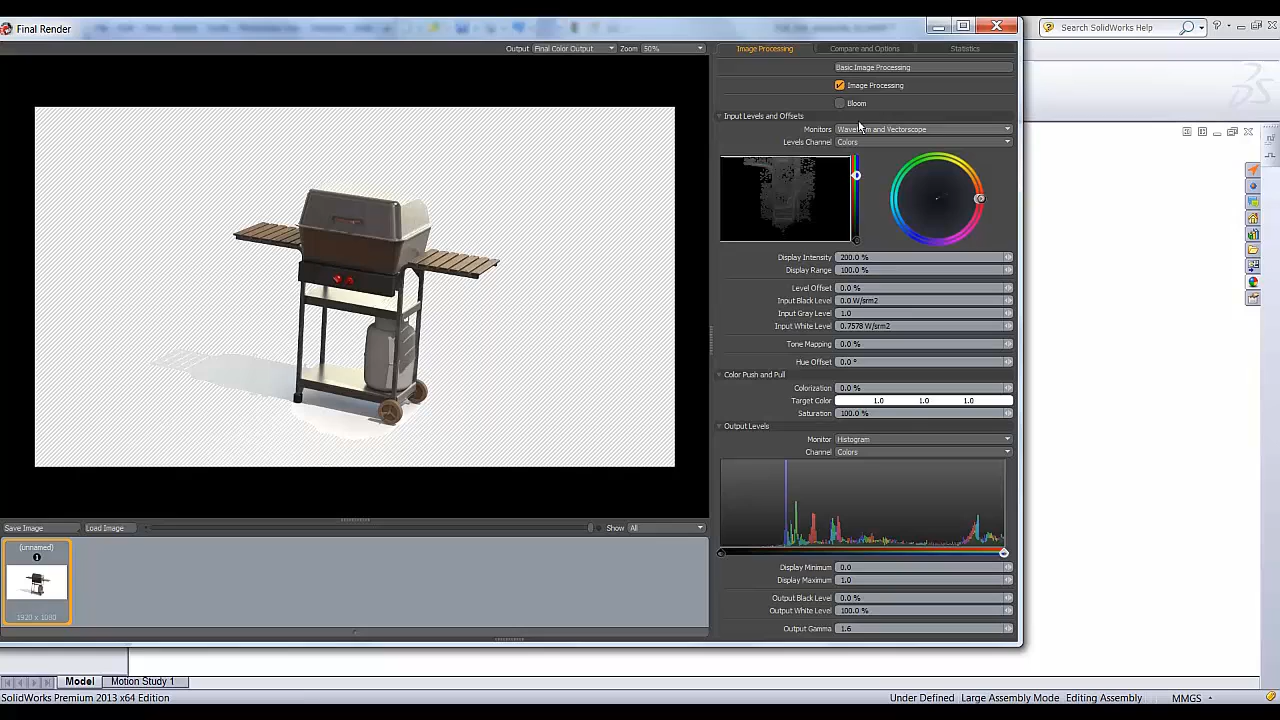 Final Render
Search SolidWorks Help
?
Output Final Color Output Zoom 50%
Image Processing Compare and Options Statistics
Basic Image Processing
Image Processing
Bloom
Input Levels and Offsets
Monitors Waveform and Vectorscope
Levels Channel Colors
Display Intensity 200.0 %
Display Range 100.0 %
Level Offset 0.0 %
Input Black Level 0.0 W/srm2
Input Gray Level 1.0
Input White Level 0.7578 W/srm2
Tone Mapping 0.0 %
Hue Offset 0.0 °
Color Push and Pull
Colorization 0.0 %
Target Color 1.0 1.0 1.0
Saturation 100.0 %
Output Levels
Monitor Histogram
Channel Colors
Display Minimum 0.0
Display Maximum 1.0
Output Black Level 0.0 %
Output White Level 100.0 %
Output Gamma 1.6
Save Image Load Image Show All
(unnamed)
1
1920 x 1080
Model Motion Study 1
SolidWorks Premium 2013 x64 Edition Under Defined Large Assembly Mode Editing Assembly MMGS